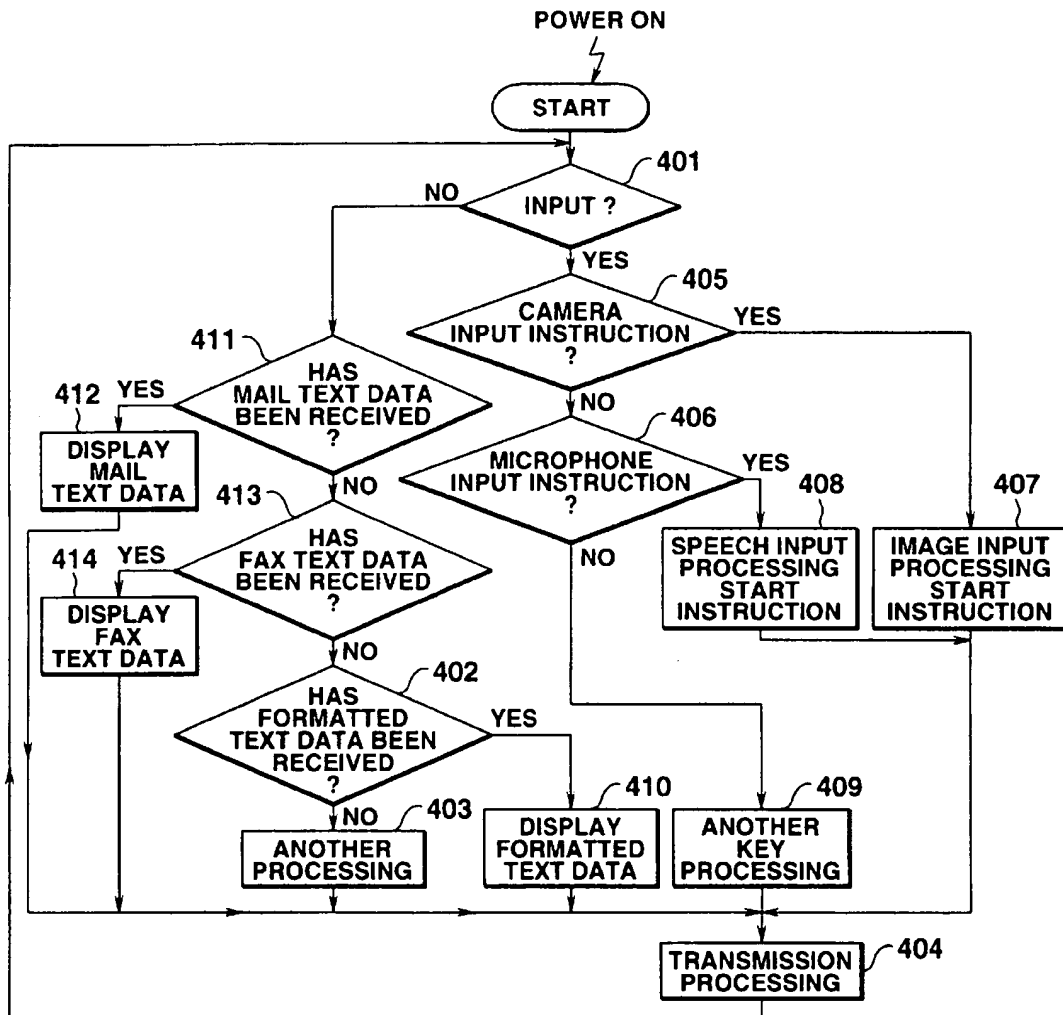 POWER ON
START
401
NO
INPUT ?
YES
405
CAMERA
INPUT INSTRUCTION
?
YES
411
HAS
MAIL TEXT DATA
BEEN RECEIVED
?
412
YES
DISPLAY
MAIL
TEXT DATA
NO
406
MICROPHONE
INPUT INSTRUCTION
?
YES
408
407
NO
413
NO
HAS
FAX TEXT DATA
BEEN RECEIVED
?
414
YES
DISPLAY
FAX
TEXT DATA
SPEECH INPUT
PROCESSING
START
INSTRUCTION
IMAGE INPUT
PROCESSING
START
INSTRUCTION
NO
402
HAS
FORMATTED
TEXT DATA BEEN
RECEIVED
?
YES
NO
403
ANOTHER
PROCESSING
410
DISPLAY
FORMATTED
TEXT DATA
409
ANOTHER
KEY
PROCESSING
TRANSMISSION
PROCESSING
404